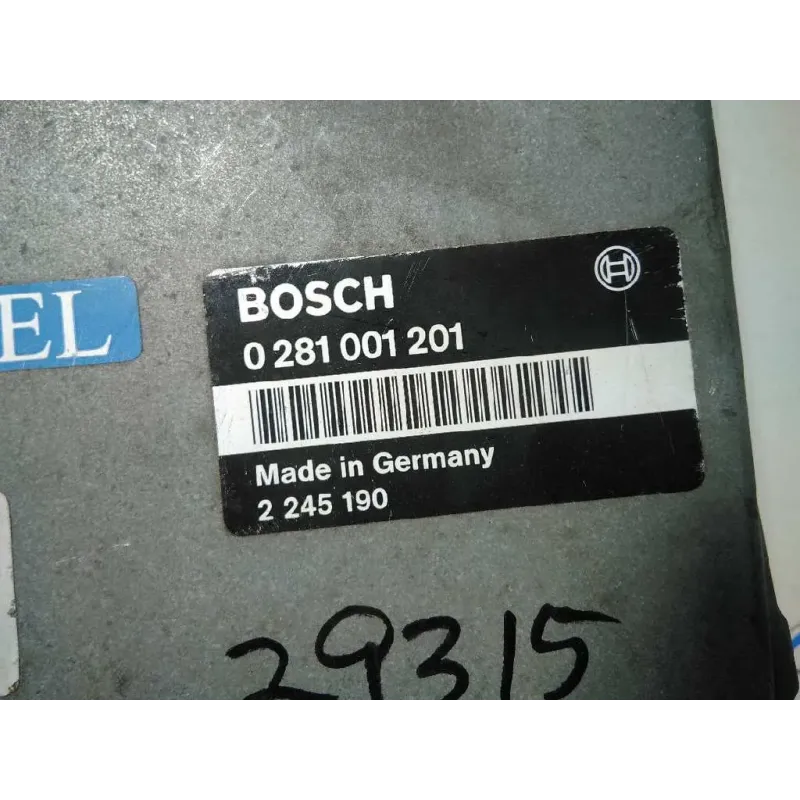 BOSCH
0 281 001 201
EL
Made in Germany
2 245 190
29315